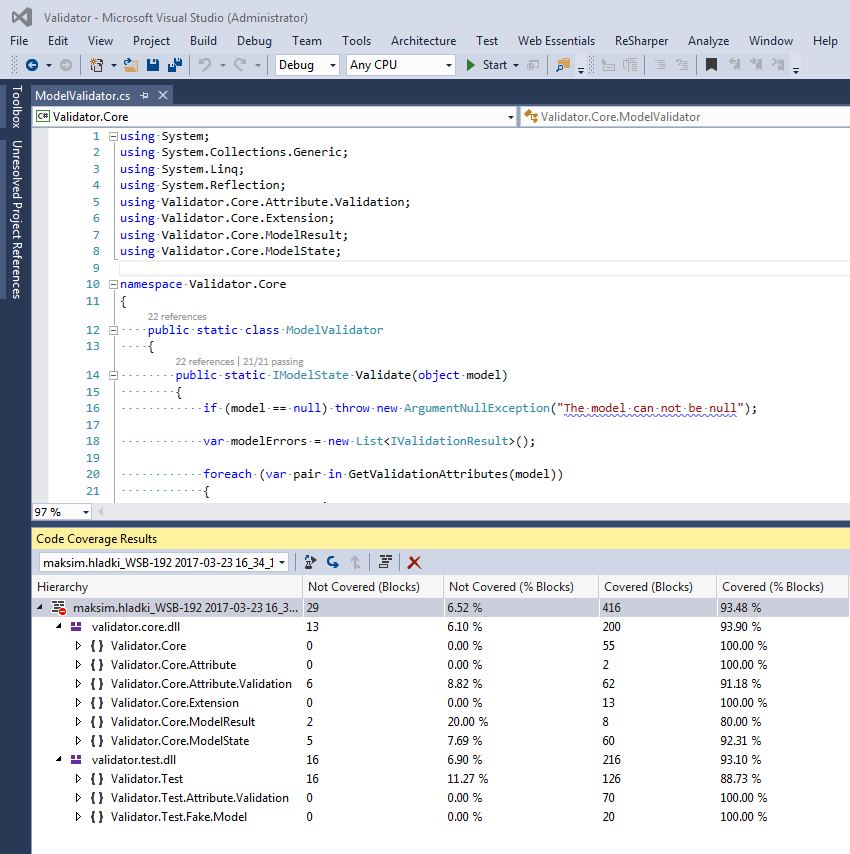 Validator - Microsoft Visual Studio (Administrator)
File Edit View Project Build Debug Team Tools Architecture Test Web Essentials ReSharper Analyze Window Help
Debug Any CPU Start
Toolbox
Unresolved Project References
ModelValidator.cs
C# Validator.Core Validator.Core.ModelValidator
1 using System;
2 using System.Collections.Generic;
3 using System.Linq;
4 using System.Reflection;
5 using Validator.Core.Attribute.Validation;
6 using Validator.Core.Extension;
7 using Validator.Core.ModelResult;
8 using Validator.Core.ModelState;
9
10 namespace Validator.Core
11 {
22 references
12 public static class ModelValidator
13 {
22 references | 21/21 passing
14 public static IModelState Validate(object model)
15 {
16 if (model == null) throw new ArgumentNullException("The model can not be null");
17
18 var modelErrors = new List<IValidationResult>();
19
20 foreach (var pair in GetValidationAttributes(model))
21 {
97 %
Code Coverage Results
maksim.hladki_WSB-192 2017-03-23 16_34_1
Hierarchy Not Covered (Blocks) Not Covered (% Blocks) Covered (Blocks) Covered (% Blocks)
maksim.hladki_WSB-192 2017-03-23 16_3... 29 6.52 % 416 93.48 %
validator.core.dll 13 6.10 % 200 93.90 %
{ } Validator.Core 0 0.00 % 55 100.00 %
{ } Validator.Core.Attribute 0 0.00 % 2 100.00 %
{ } Validator.Core.Attribute.Validation 6 8.82 % 62 91.18 %
{ } Validator.Core.Extension 0 0.00 % 13 100.00 %
{ } Validator.Core.ModelResult 2 20.00 % 8 80.00 %
{ } Validator.Core.ModelState 5 7.69 % 60 92.31 %
validator.test.dll 16 6.90 % 216 93.10 %
{ } Validator.Test 16 11.27 % 126 88.73 %
{ } Validator.Test.Attribute.Validation 0 0.00 % 70 100.00 %
{ } Validator.Test.Fake.Model 0 0.00 % 20 100.00 %